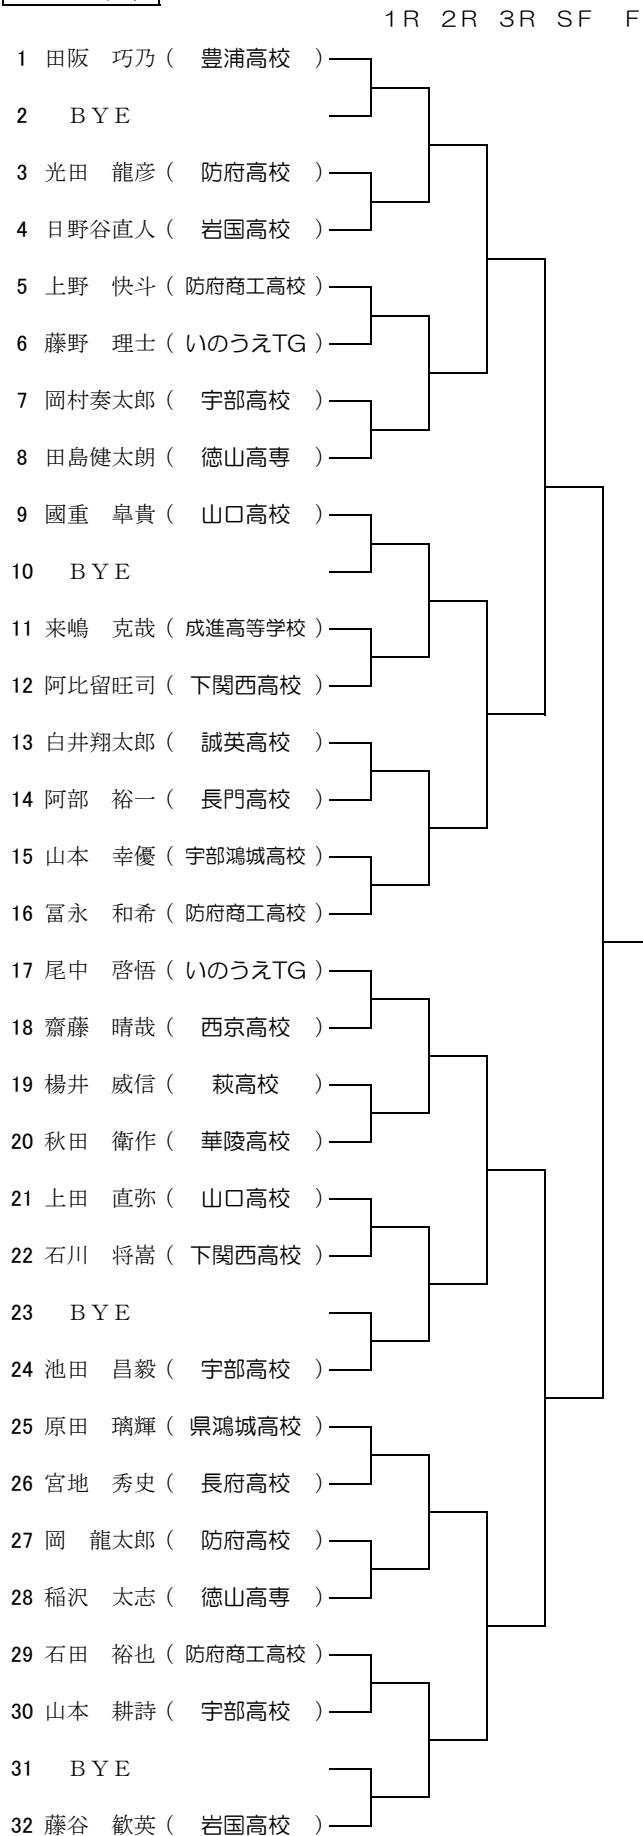 1R 2R 3R SF F
1 田阪　巧乃（　豊浦高校　）
2 BYE
3 光田　龍彦（　防府高校　）
4 日野谷直人（　岩国高校　）
5 上野　快斗（ 防府商工高校 ）
6 藤野　理士（ いのうえTG ）
7 岡村奏太郎（　宇部高校　）
8 田島健太朗（　徳山高専　）
9 國重　皐貴（　山口高校　）
10 BYE
11 来嶋　克哉（ 成進高等学校 ）
12 阿比留旺司（ 下関西高校 ）
13 白井翔太郎（　誠英高校　）
14 阿部　裕一（　長門高校　）
15 山本　幸優（ 宇部鴻城高校 ）
16 冨永　和希（ 防府商工高校 ）
17 尾中　啓悟（ いのうえTG ）
18 齋藤　晴哉（　西京高校　）
19 楊井　威信（　萩高校　）
20 秋田　衛作（　華陵高校　）
21 上田　直弥（　山口高校　）
22 石川　将嵩（ 下関西高校 ）
23 BYE
24 池田　昌毅（　宇部高校　）
25 原田　璃輝（ 県鴻城高校 ）
26 宮地　秀史（　長府高校　）
27 岡　龍太郎（　防府高校　）
28 稲沢　太志（　徳山高専　）
29 石田　裕也（ 防府商工高校 ）
30 山本　耕詩（　宇部高校　）
31 BYE
32 藤谷　歓英（　岩国高校　）